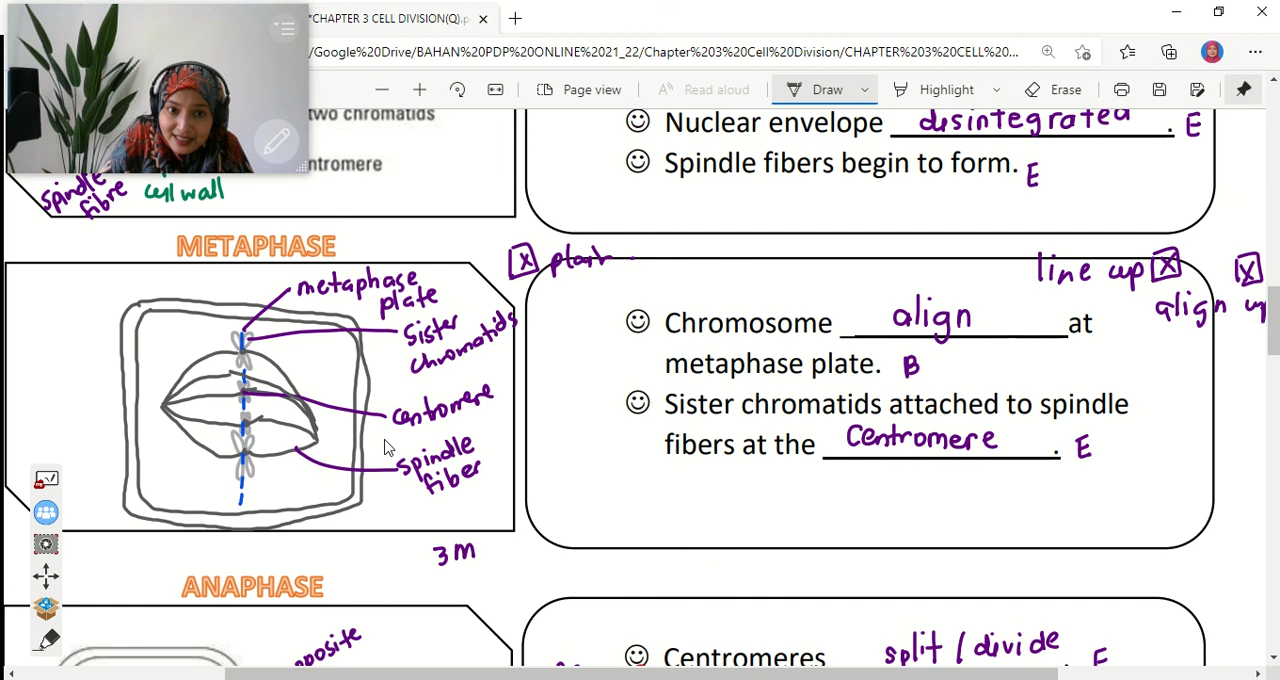 *CHAPTER 3 CELL DIVISION(Q).p
/Google%20Drive/BAHAN%20PDP%20ONLINE%2021_22/Chapter%203%20Cell%20Division/CHAPTER%203%20CELL%20...
Page view
Read aloud
Draw
Highlight
Erase
two chromatids
ntromere
spindle
fibre
cell wall
Nuclear envelope disintegrated . E
Spindle fibers begin to form. E
METAPHASE
X plate
metaphase
plate
sister
chromatids
centromere
spindle
fiber
3 M
line up X
X
align up
Chromosome align at
metaphase plate. B
Sister chromatids attached to spindle
fibers at the centromere . E
ANAPHASE
Centromeres split / divide . E